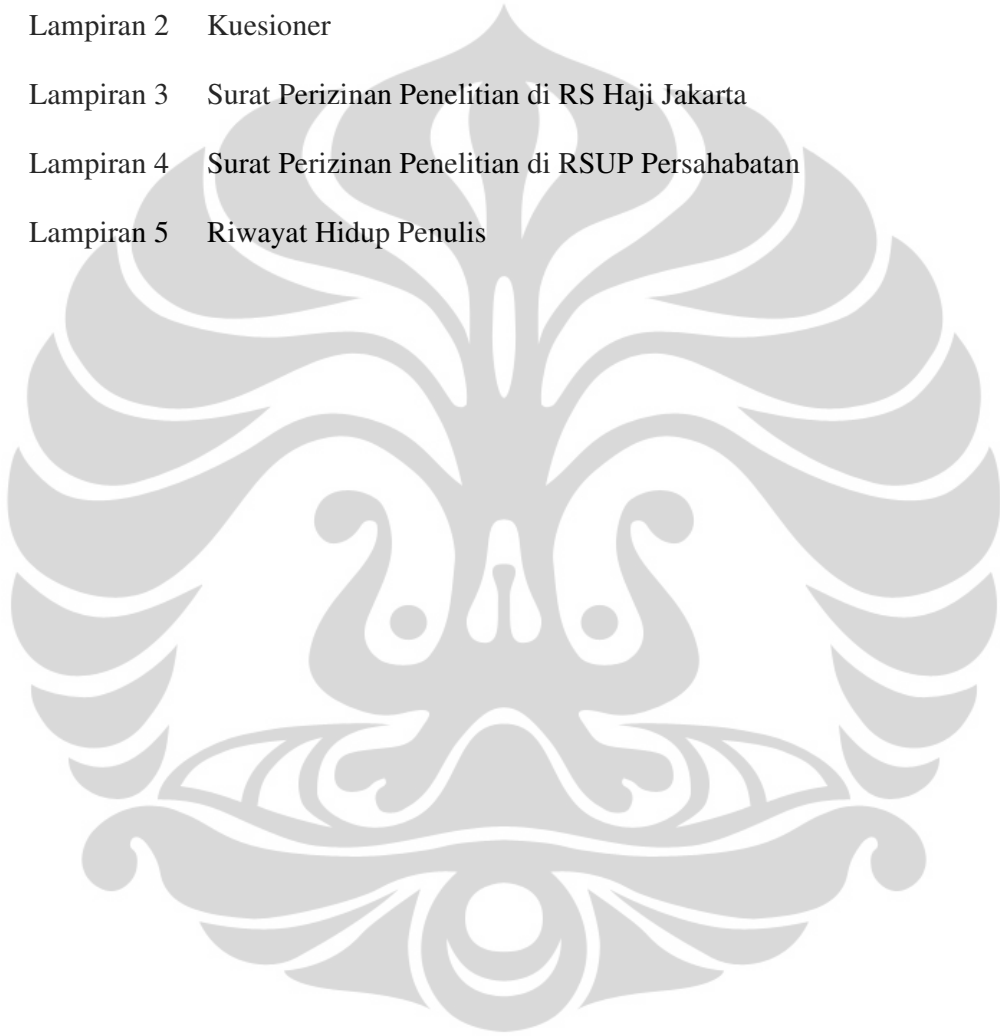 Lampiran 2 Kuesioner
Lampiran 3 Surat Perizinan Penelitian di RS Haji Jakarta
Lampiran 4 Surat Perizinan Penelitian di RSUP Persahabatan
Lampiran 5 Riwayat Hidup Penulis